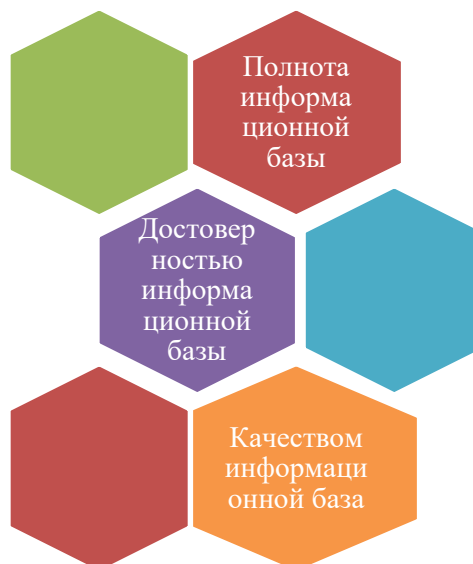 Полнота
информа
ционной
базы
Достовер
ностью
информа
ционной
базы
Качеством
информаци
онной база